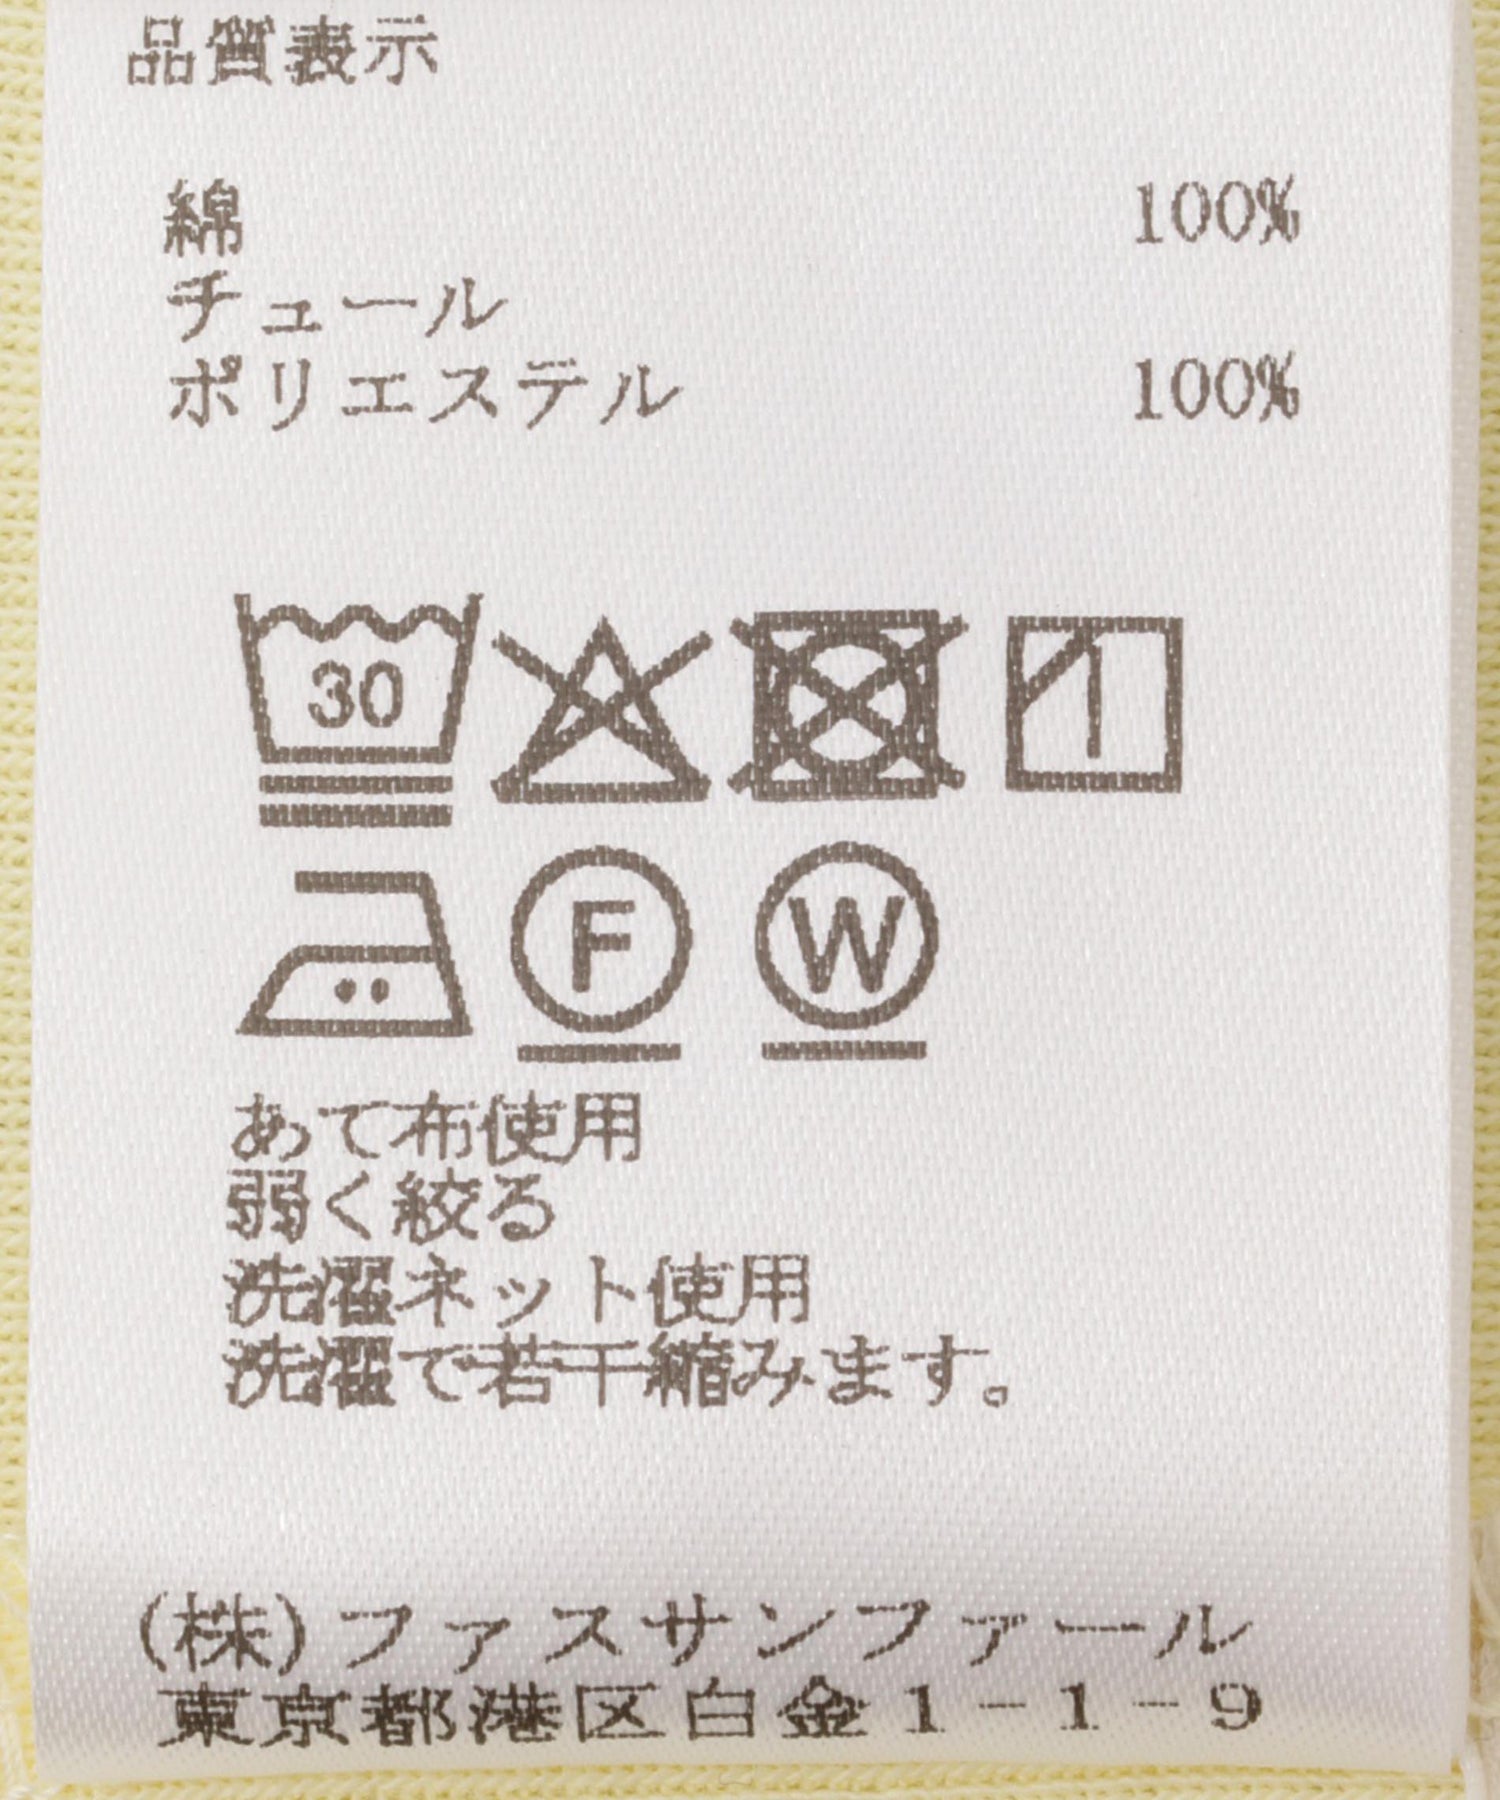 品質表示
綿 100%
チュール
ポリエステル 100%
30
F W
あて布使用
弱く絞る
洗濯ネット使用
洗濯で若干縮みます。
(株)ファスサンファール
東京都港区白金1-1-9